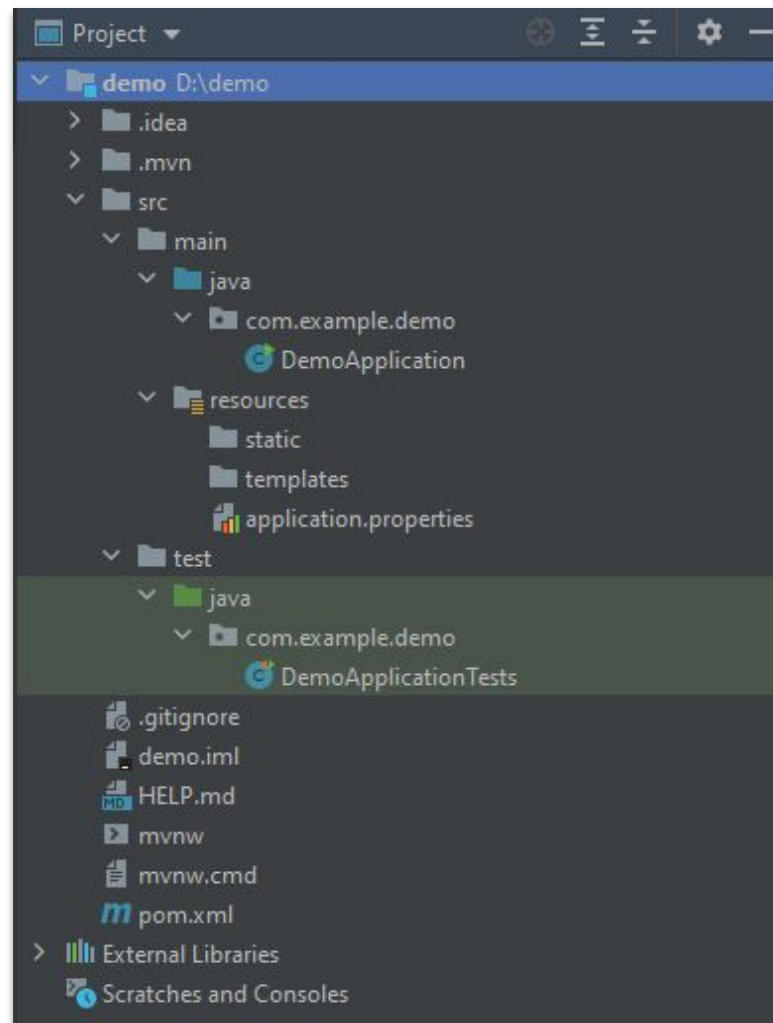 Project
demo D:\demo
.idea
.mvn
src
main
java
com.example.demo
DemoApplication
resources
static
templates
application.properties
test
java
com.example.demo
DemoApplicationTests
.gitignore
demo.iml
MD HELP.md
mvnw
mvnw.cmd
m pom.xml
External Libraries
Scratches and Consoles